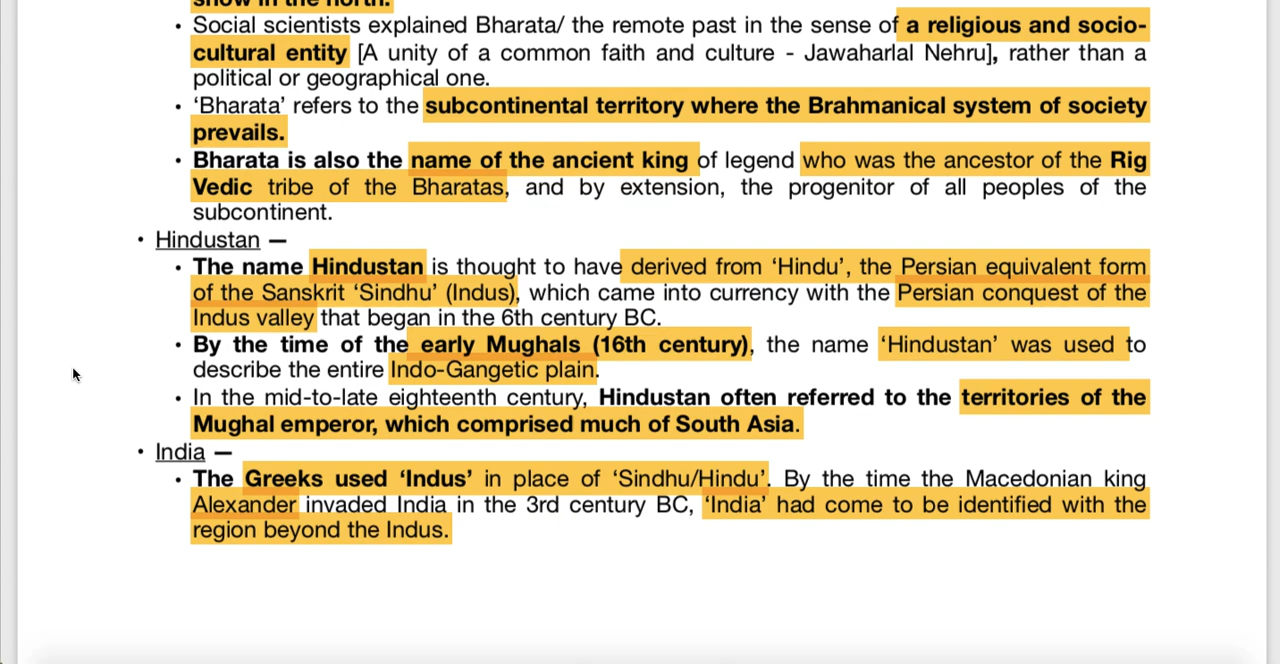 show in the north.
• Social scientists explained Bharata/ the remote past in the sense of a religious and socio-
cultural entity [A unity of a common faith and culture - Jawaharlal Nehru], rather than a
political or geographical one.
• ‘Bharata’ refers to the subcontinental territory where the Brahmanical system of society
prevails.
• Bharata is also the name of the ancient king of legend who was the ancestor of the Rig
Vedic tribe of the Bharatas, and by extension, the progenitor of all peoples of the
subcontinent.
• Hindustan —
• The name Hindustan is thought to have derived from ‘Hindu’, the Persian equivalent form
of the Sanskrit ‘Sindhu’ (Indus), which came into currency with the Persian conquest of the
Indus valley that began in the 6th century BC.
• By the time of the early Mughals (16th century), the name ‘Hindustan’ was used to
describe the entire Indo-Gangetic plain.
• In the mid-to-late eighteenth century, Hindustan often referred to the territories of the
Mughal emperor, which comprised much of South Asia.
• India —
• The Greeks used ‘Indus’ in place of ‘Sindhu/Hindu’. By the time the Macedonian king
Alexander invaded India in the 3rd century BC, ‘India’ had come to be identified with the
region beyond the Indus.